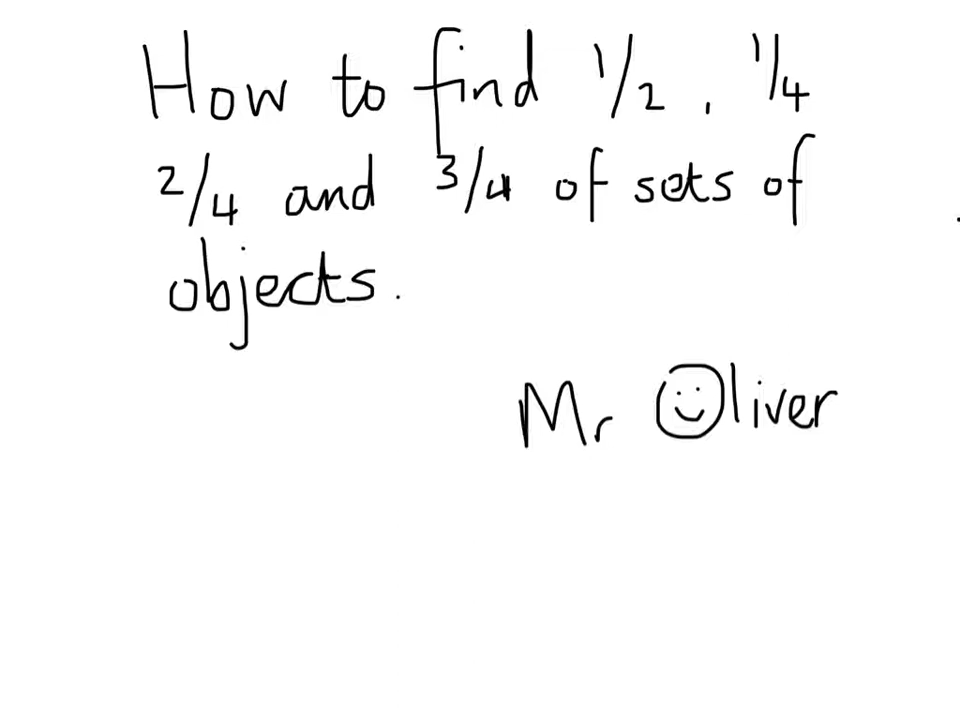 How to find 1/2, 1/4
2/4 and 3/4 of sets of
objects.
Mr Oliver